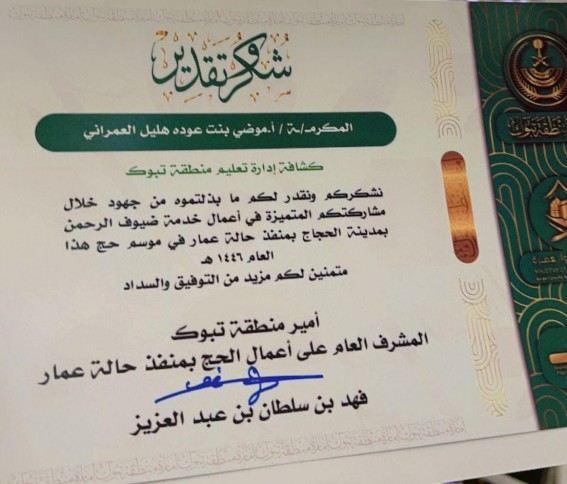 شكر وتقدير
المكرمـ/ـة / أ.موضي بنت عوده هليل العمراني
كشافة إدارة تعليم منطقة تبوك
نشكركم ونقدر لكم ما بذلتموه من جهود خلال
مشاركتكم المتميزة في أعمال خدمة ضيوف الرحمن
بمدينة الحجاج بمنفذ حالة عمار في موسم حج هذا
العام ١٤٤٦ هـ
متمنين لكم مزيد من التوفيق والسداد
أمير منطقة تبوك
المشرف العام على أعمال الحج بمنفذ حالة عمار
فهد بن سلطان بن عبد العزيز